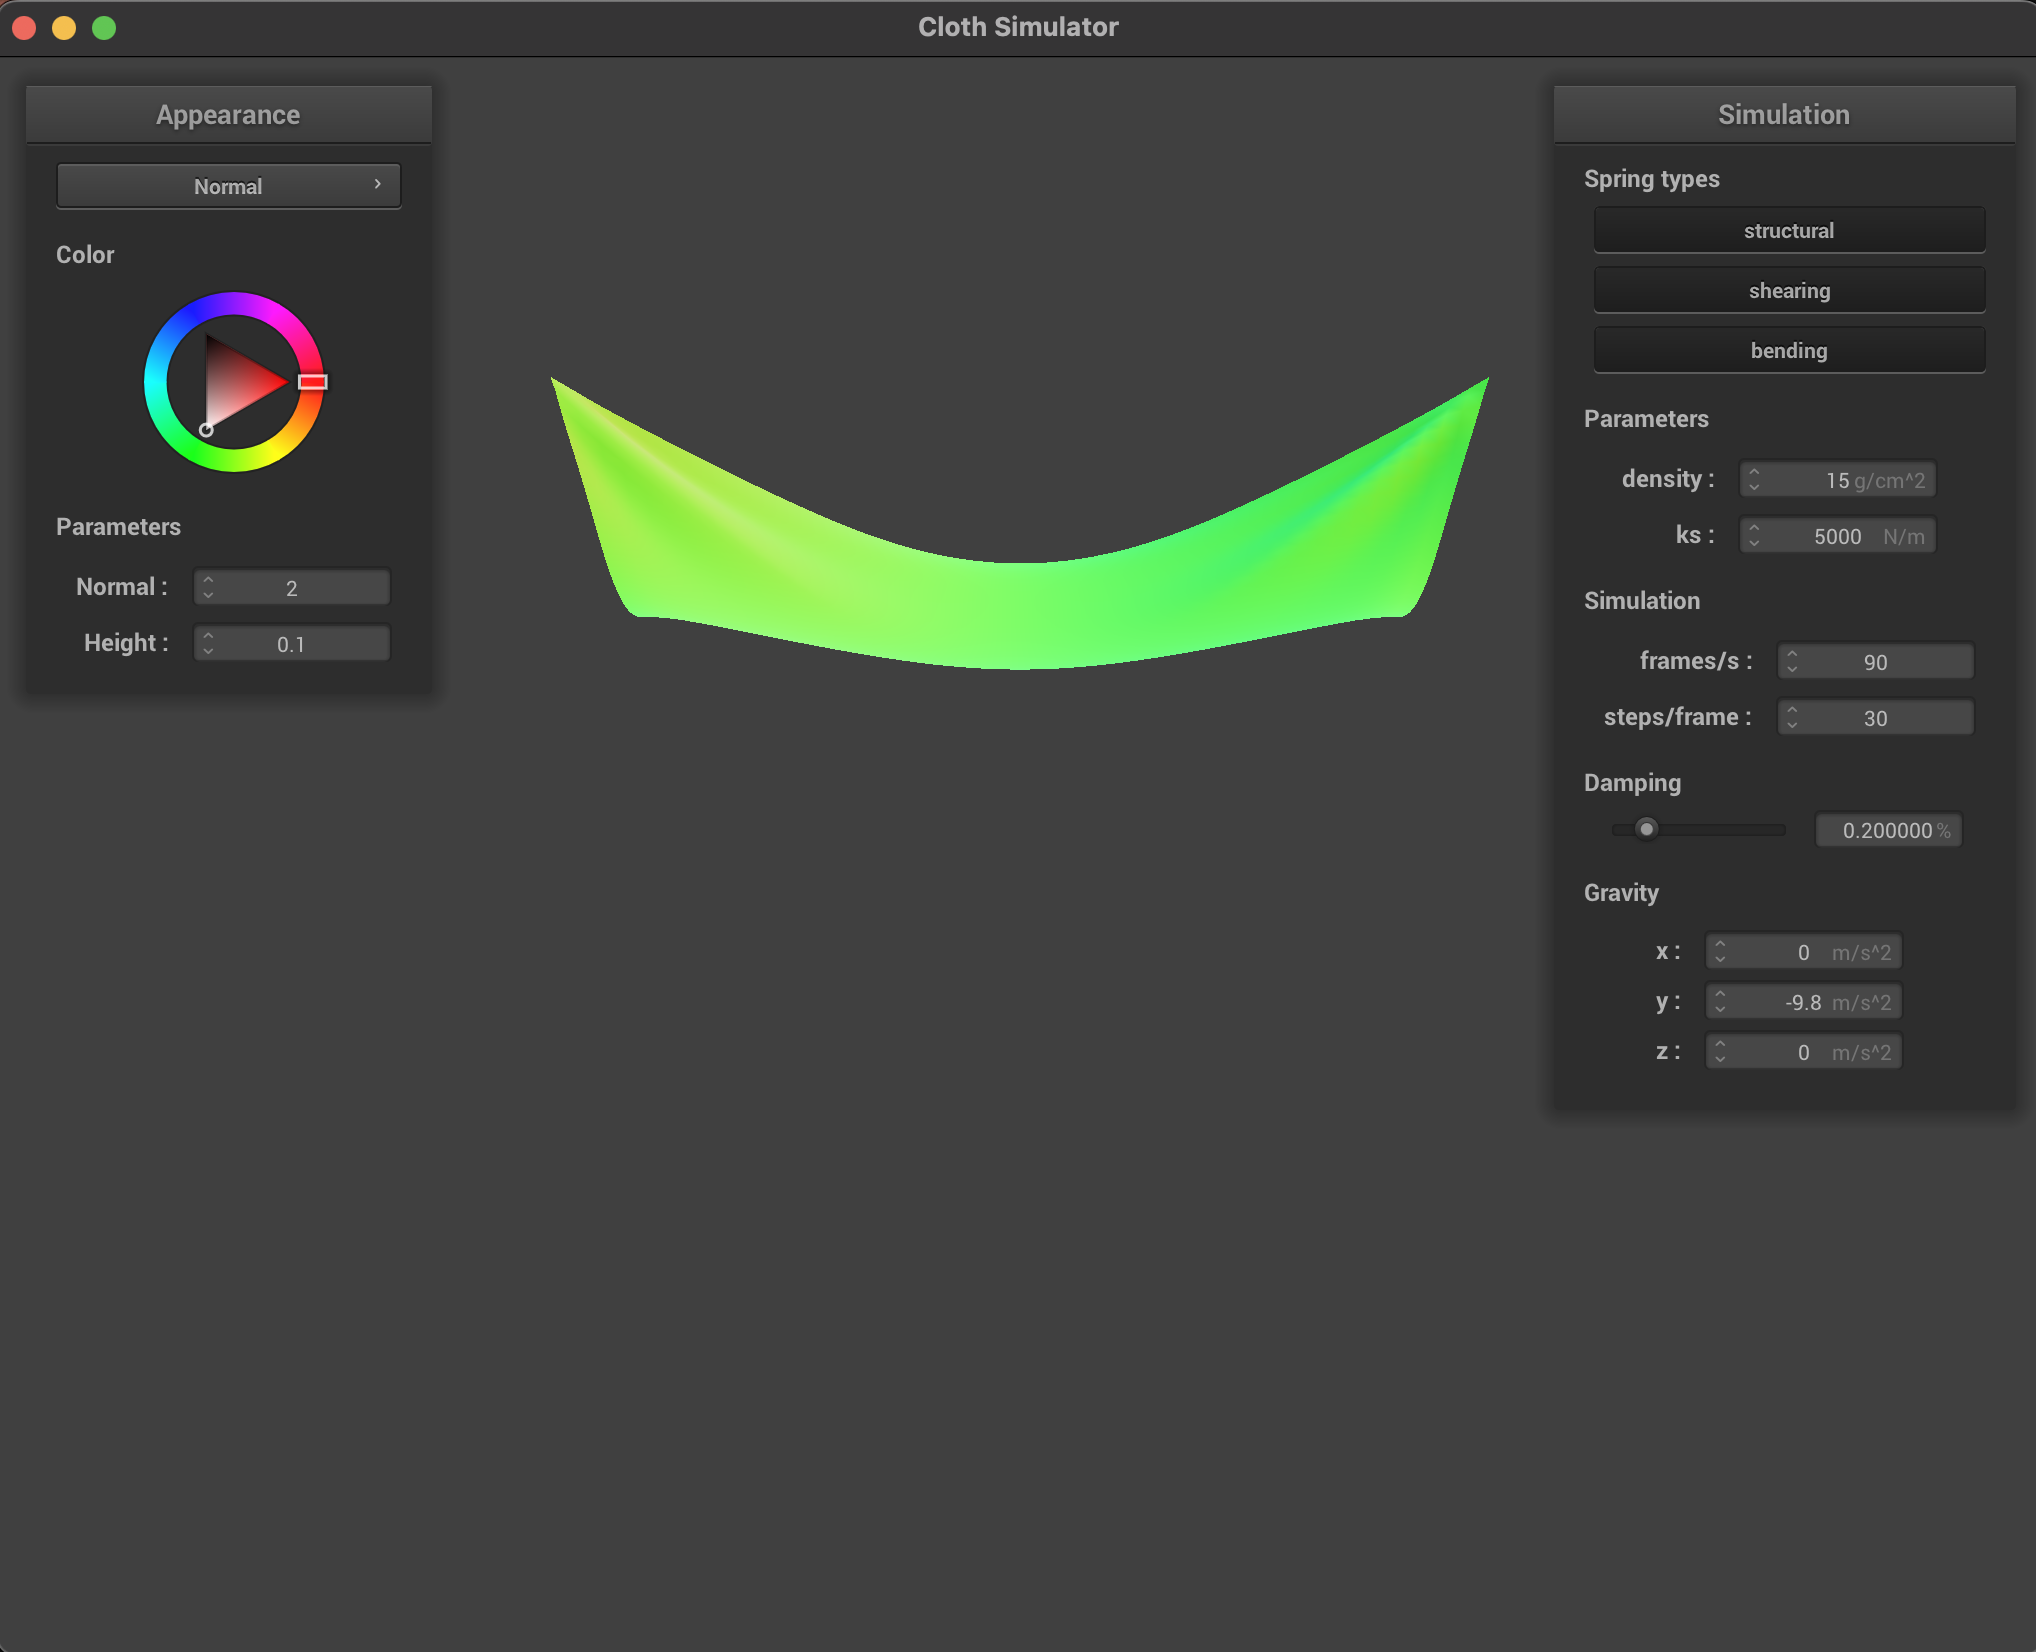 Cloth Simulator
Appearance
Normal
Color
Parameters
Normal : 2
Height : 0.1
Simulation
Spring types
structural
shearing
bending
Parameters
density : 15 g/cm^2
ks : 5000 N/m
Simulation
frames/s : 90
steps/frame : 30
Damping
0.200000 %
Gravity
x : 0 m/s^2
y : -9.8 m/s^2
z : 0 m/s^2